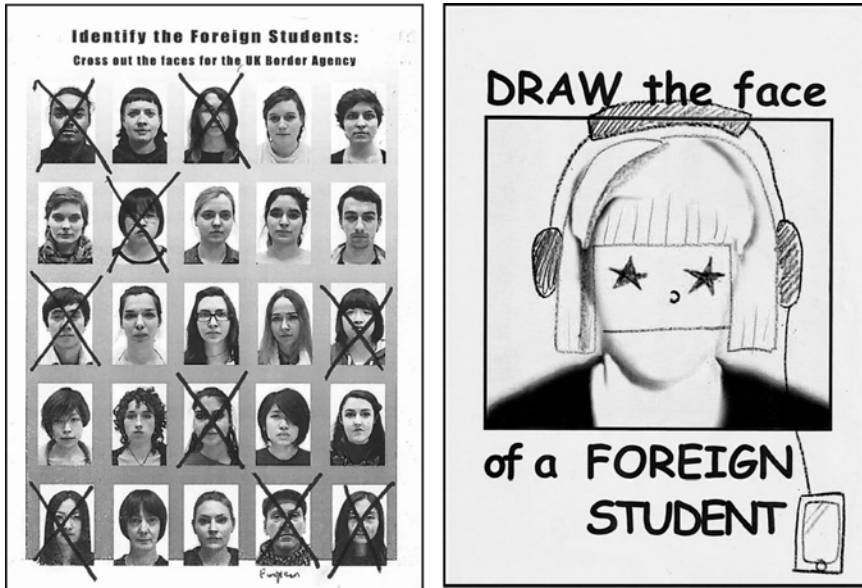 Identify the Foreign Students:
Cross out the faces for the UK Border Agency
European
DRAW the face
of a FOREIGN
STUDENT